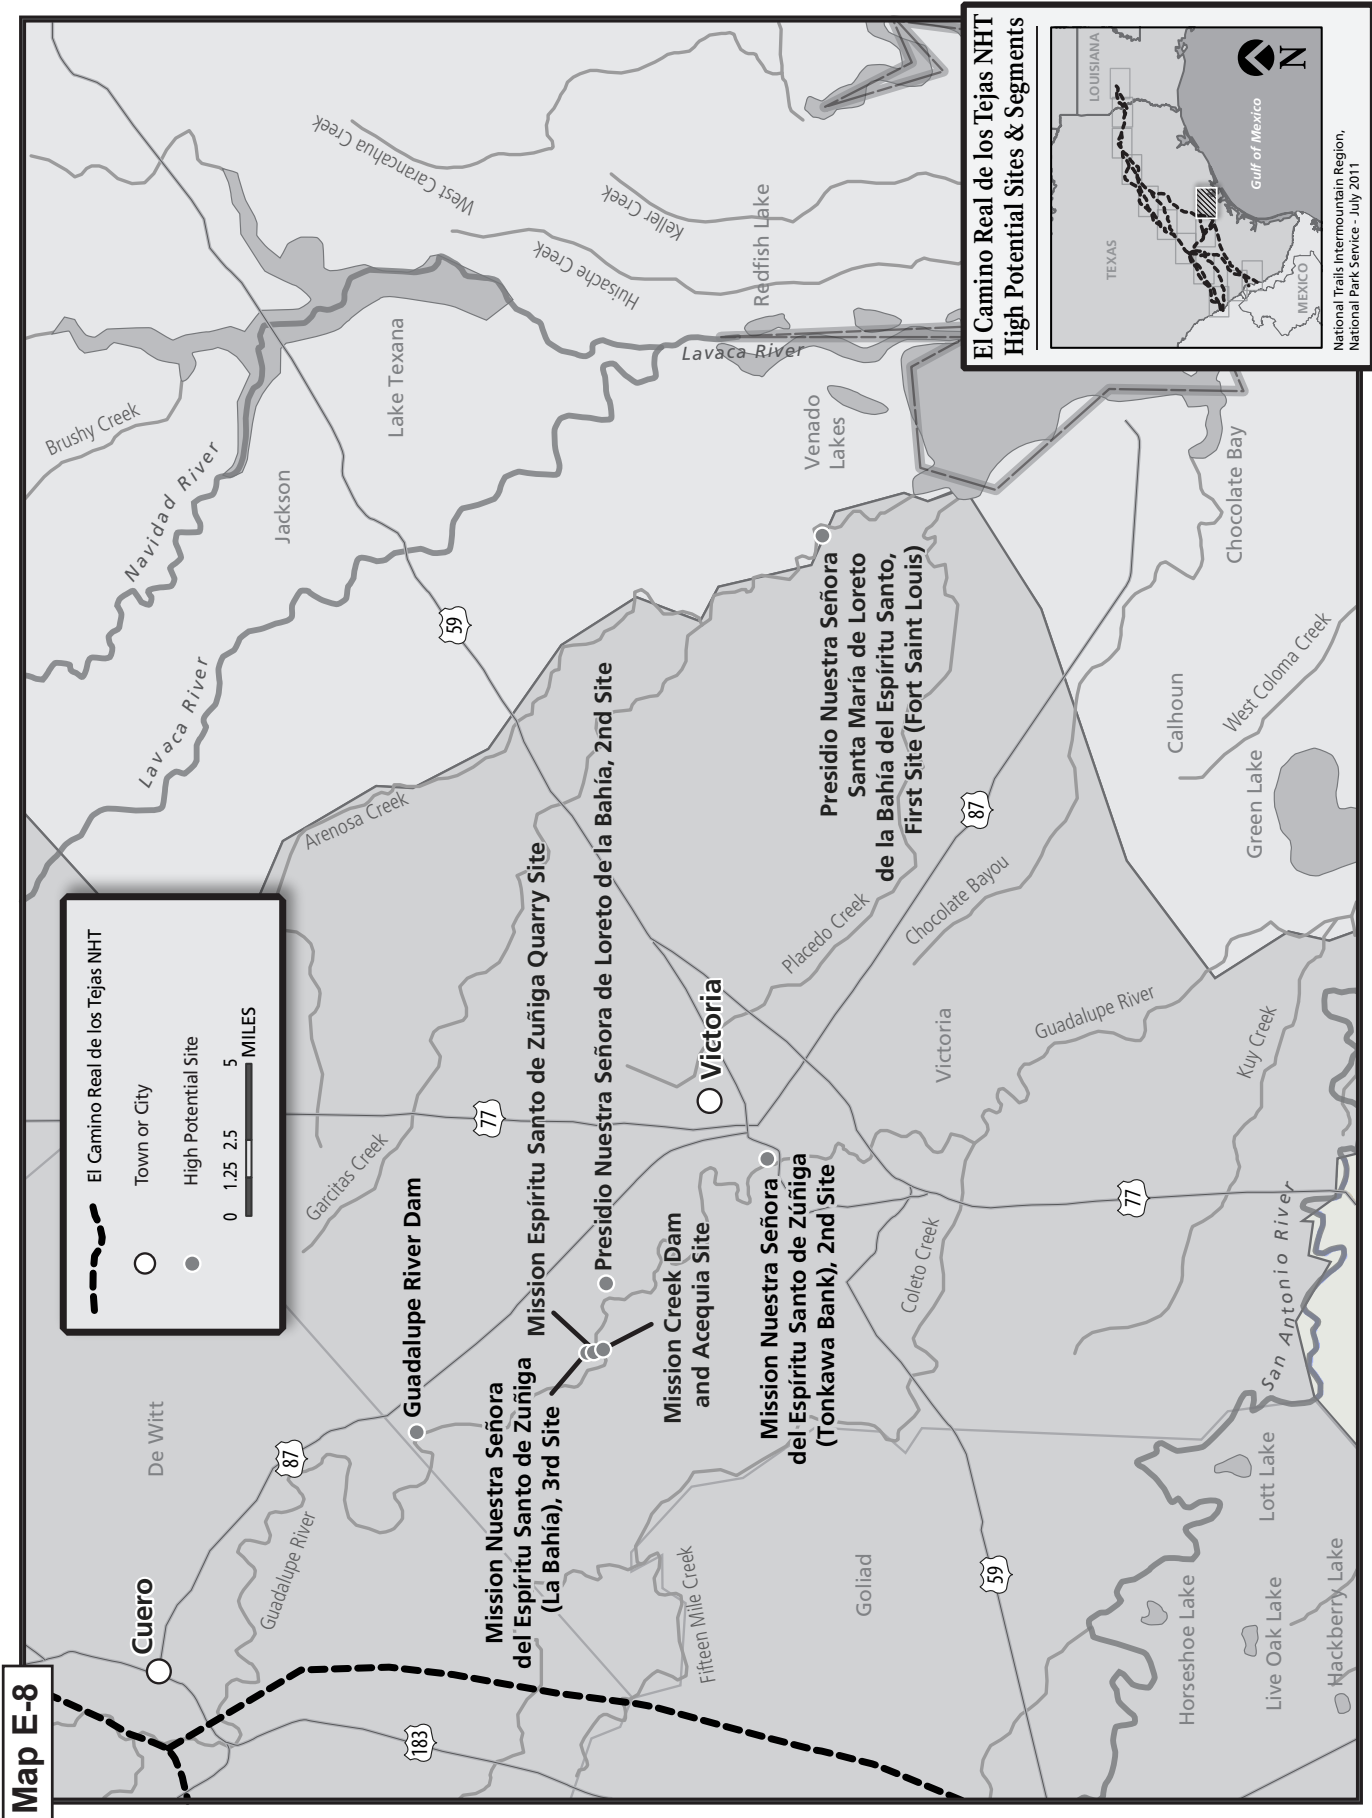 Map E-8
El Camino Real de los Tejas NHT
High Potential Sites & Segments
TEXAS
LOUISIANA
MEXICO
Gulf of Mexico
N
National Trails Intermountain Region,
National Park Service - July 2011
El Camino Real de los Tejas NHT
Town or City
High Potential Site
0 1.25 2.5 5
MILES
Cuero
De Witt
87
183
Guadalupe River
Guadalupe River Dam
Garcitas Creek
77
Arenosa Creek
Lavaca River
Navidad River
Brushy Creek
Jackson
Lake Texana
59
West Carancahua Creek
Keller Creek
Huisache Creek
Redfish Lake
Lavaca River
Venado
Lakes
Mission Nuestra Señora
del Espíritu Santo de Zuñiga
(La Bahía), 3rd Site
Mission Espíritu Santo de Zuñiga Quarry Site
Presidio Nuestra Señora de Loreto de la Bahía, 2nd Site
Mission Creek Dam
and Acequia Site
Victoria
Mission Nuestra Señora
del Espíritu Santo de Zúñiga
(Tonkawa Bank), 2nd Site
Presidio Nuestra Señora
Santa María de Loreto
de la Bahía del Espíritu Santo,
First Site (Fort Saint Louis)
Placedo Creek
Chocolate Bayou
87
Fifteen Mile Creek
Goliad
Coleto Creek
Victoria
Guadalupe River
59
77
Kuy Creek
San Antonio River
Calhoun
West Coloma Creek
Green Lake
Chocolate Bay
Horseshoe Lake
Lott Lake
Live Oak Lake
Hackberry Lake